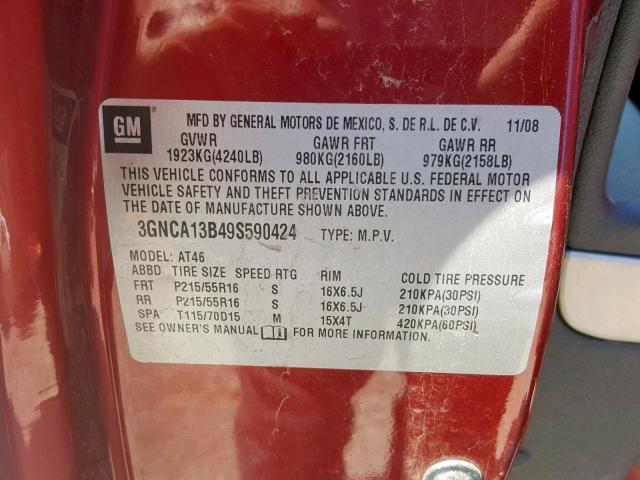 GM
MFD BY GENERAL MOTORS DE MEXICO, S. DE R.L. DE C.V. 11/08
GVWR GAWR FRT GAWR RR
1923KG(4240LB) 980KG(2160LB) 979KG(2158LB)
THIS VEHICLE CONFORMS TO ALL APPLICABLE U.S. FEDERAL MOTOR
VEHICLE SAFETY AND THEFT PREVENTION STANDARDS IN EFFECT ON
THE DATE OF MANUFACTURE SHOWN ABOVE.
3GNCA13B49S590424 TYPE: M.P.V.
MODEL: AT46
ABBD TIRE SIZE SPEED RTG RIM COLD TIRE PRESSURE
FRT P215/55R16 S 16X6.5J 210KPA(30PSI)
RR P215/55R16 S 16X6.5J 210KPA(30PSI)
SPA T115/70D15 M 15X4T 420KPA(60PSI)
SEE OWNER'S MANUAL FOR MORE INFORMATION.